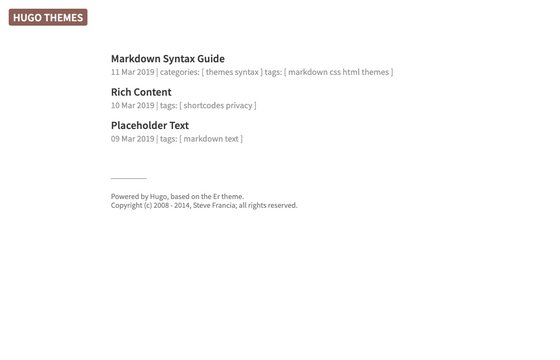 HUGO THEMES
Markdown Syntax Guide
11 Mar 2019 | categories: [ themes syntax ] tags: [ markdown css html themes ]
Rich Content
10 Mar 2019 | tags: [ shortcodes privacy ]
Placeholder Text
09 Mar 2019 | tags: [ markdown text ]
Powered by Hugo, based on the Er theme.
Copyright (c) 2008 - 2014, Steve Francia; all rights reserved.